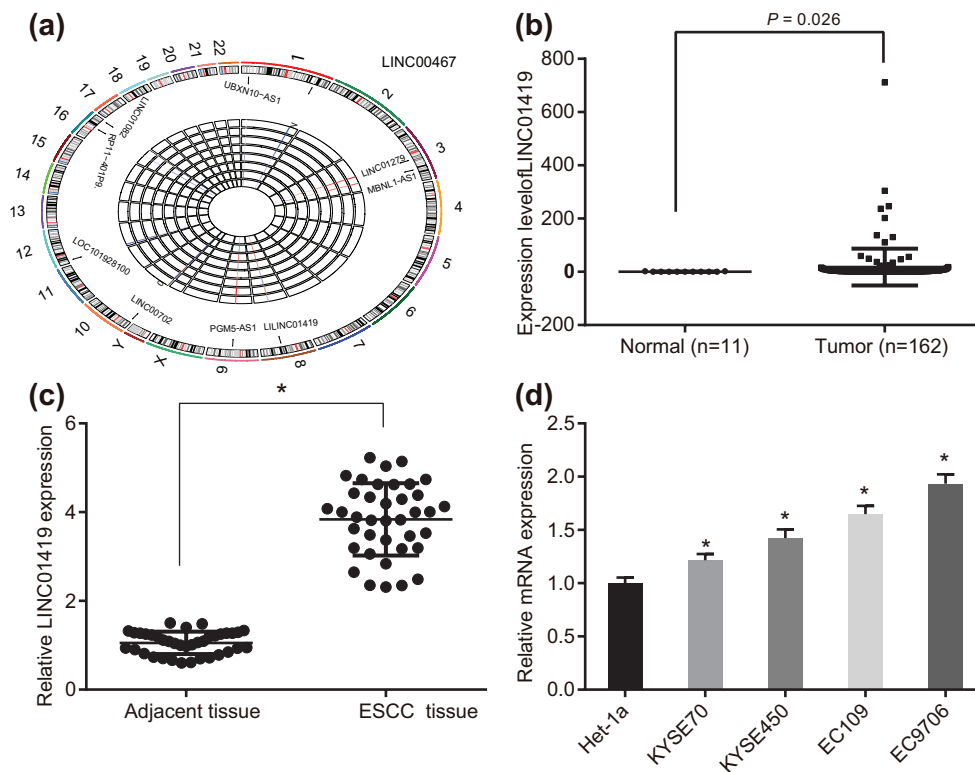 (a)
LINC00467
1
2
3
4
5
6
7
8
9
X
Y
10
11
12
13
14
15
16
17
18
19
20
21
22
UBXN10-AS1
LINC01279
MBNL1-AS1
LILINC01419
PGM5-AS1
LINC00702
LOC101928100
RP11-401P9.
LINC01082
(b)
P = 0.026
Expression levelofLINC01419
800
600
400
200
0
-200
Normal (n=11)
Tumor (n=162)
(c)
*
Relative LINC01419 expression
6
4
2
0
Adjacent tissue
ESCC tissue
(d)
Relative mRNA expression
2.5
2.0
1.5
1.0
0.5
0.0
*
*
*
*
Het-1a
KYSE70
KYSE450
EC109
EC9706